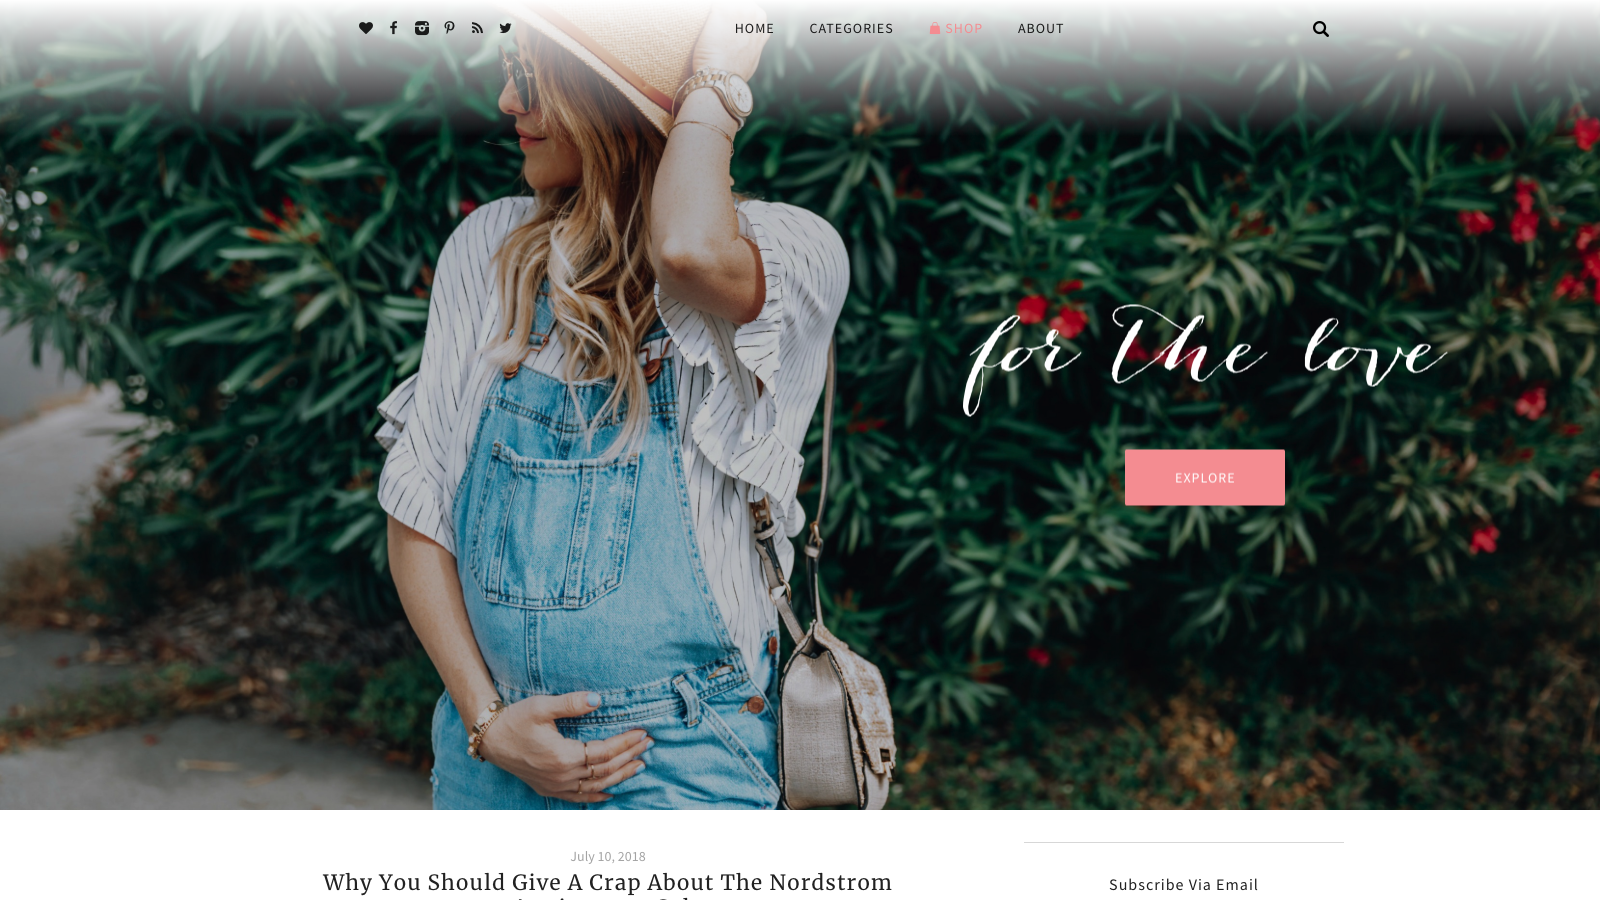 HOME CATEGORIES SHOP ABOUT
for the love
EXPLORE
July 10, 2018
Why You Should Give A Crap About The Nordstrom
Subscribe Via Email